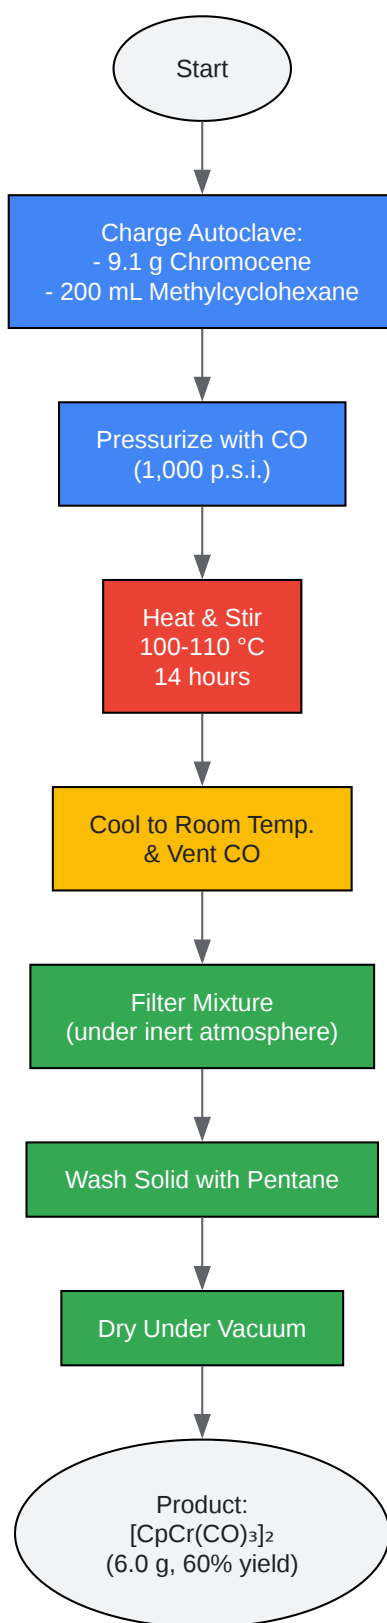 Start
Charge Autoclave:
- 9.1 g Chromocene
- 200 mL Methylcyclohexane
Pressurize with CO
(1,000 p.s.i.)
Heat & Stir
100-110 °C
14 hours
Cool to Room Temp.
& Vent CO
Filter Mixture
(under inert atmosphere)
Wash Solid with Pentane
Dry Under Vacuum
Product:
[CpCr(CO)₃]₂
(6.0 g, 60% yield)